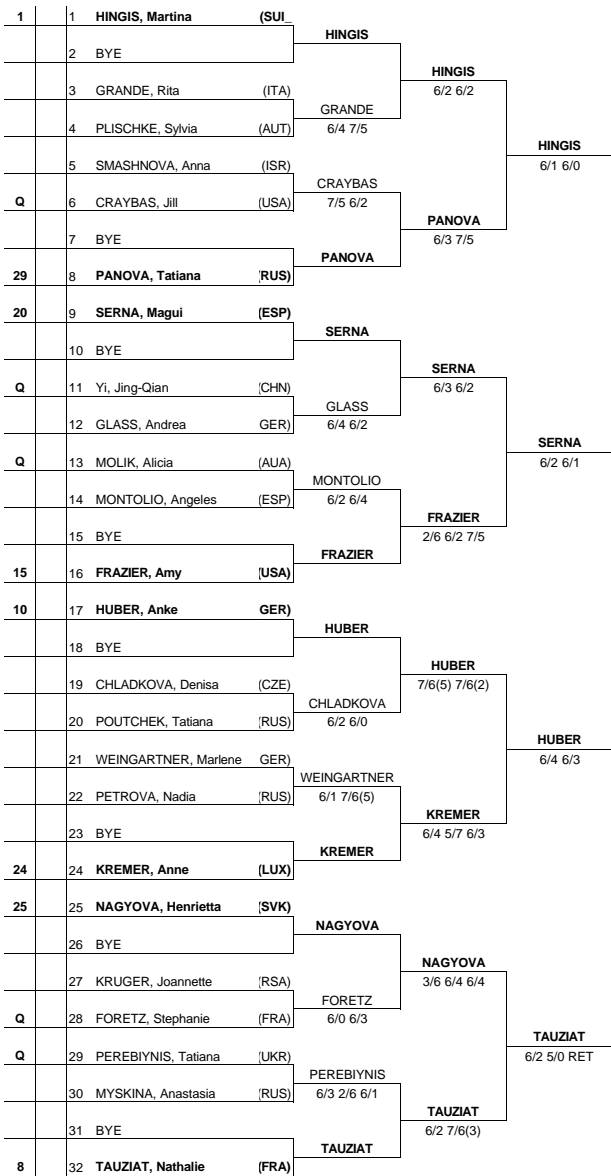 1 1 HINGIS, Martina (SUI_
HINGIS
2 BYE
HINGIS
3 GRANDE, Rita (ITA) 6/2 6/2
GRANDE
4 PLISCHKE, Sylvia (AUT) 6/4 7/5
HINGIS
5 SMASHNOVA, Anna (ISR) 6/1 6/0
CRAYBAS
Q 6 CRAYBAS, Jill (USA) 7/5 6/2
PANOVA
7 BYE 6/3 7/5
PANOVA
29 8 PANOVA, Tatiana (RUS)
20 9 SERNA, Magui (ESP)
SERNA
10 BYE
SERNA
Q 11 Yi, Jing-Qian (CHN) 6/3 6/2
GLASS
12 GLASS, Andrea GER) 6/4 6/2
SERNA
Q 13 MOLIK, Alicia (AUA) 6/2 6/1
MONTOLIO
14 MONTOLIO, Angeles (ESP) 6/2 6/4
FRAZIER
15 BYE 2/6 6/2 7/5
FRAZIER
15 16 FRAZIER, Amy (USA)
10 17 HUBER, Anke GER)
HUBER
18 BYE
HUBER
19 CHLADKOVA, Denisa (CZE) 7/6(5) 7/6(2)
CHLADKOVA
20 POUTCHEK, Tatiana (RUS) 6/2 6/0
HUBER
21 WEINGARTNER, Marlene GER) 6/4 6/3
WEINGARTNER
22 PETROVA, Nadia (RUS) 6/1 7/6(5)
KREMER
23 BYE 6/4 5/7 6/3
KREMER
24 24 KREMER, Anne (LUX)
25 25 NAGYOVA, Henrietta (SVK)
NAGYOVA
26 BYE
NAGYOVA
27 KRUGER, Joannette (RSA) 3/6 6/4 6/4
FORETZ
Q 28 FORETZ, Stephanie (FRA) 6/0 6/3
TAUZIAT
Q 29 PEREBIYNIS, Tatiana (UKR) 6/2 5/0 RET
PEREBIYNIS
30 MYSKINA, Anastasia (RUS) 6/3 2/6 6/1
TAUZIAT
31 BYE 6/2 7/6(3)
TAUZIAT
8 32 TAUZIAT, Nathalie (FRA)